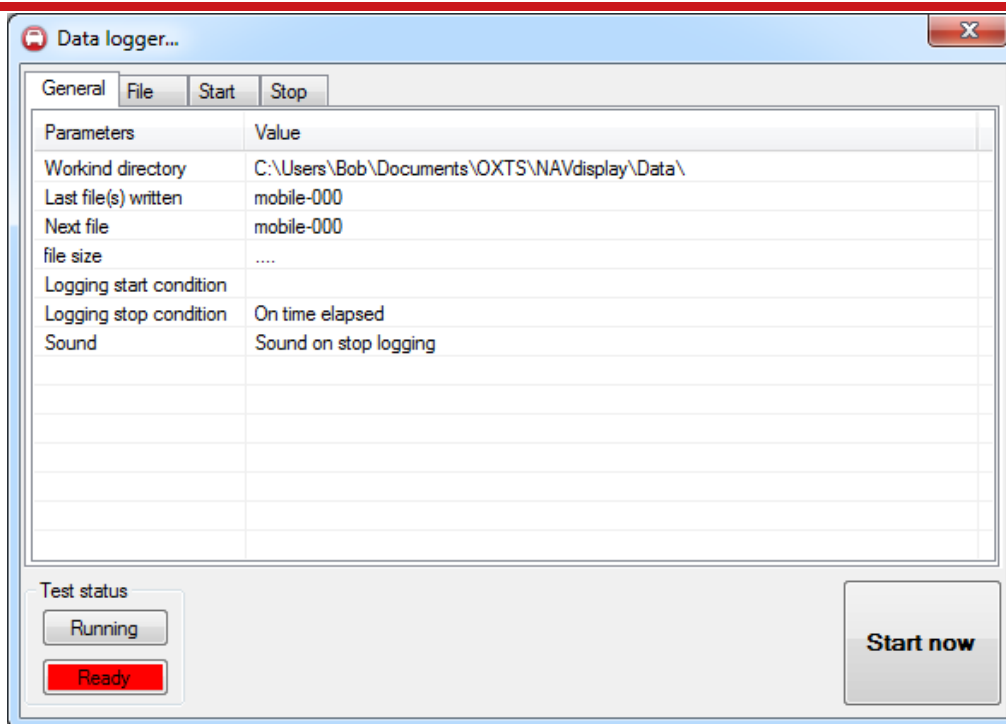 Data logger...
General File Start Stop
Parameters Value
Workind directory C:\Users\Bob\Documents\OXTS\NAVdisplay\Data\
Last file(s) written mobile-000
Next file mobile-000
file size ....
Logging start condition
Logging stop condition On time elapsed
Sound Sound on stop logging
Test status
Running
Ready
Start now